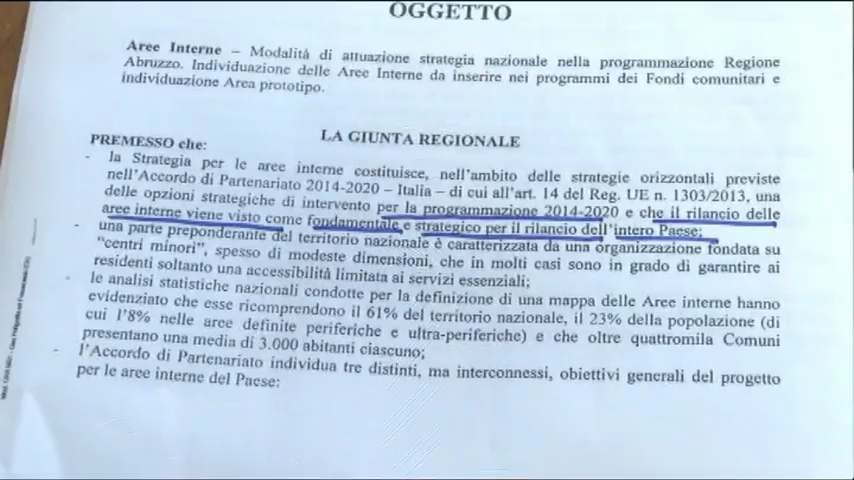 OGGETTO
Aree Interne – Modalità di attuazione strategia nazionale nella programmazione Regione
Abruzzo. Individuazione delle Aree Interne da inserire nei programmi dei Fondi comunitari e
individuazione Area prototipo.
LA GIUNTA REGIONALE
PREMESSO che:
- la Strategia per le aree interne costituisce, nell'ambito delle strategie orizzontali previste
nell'Accordo di Partenariato 2014-2020 – Italia – di cui all'art. 14 del Reg. UE n. 1303/2013, una
delle opzioni strategiche di intervento per la programmazione 2014-2020 e che il rilancio delle
aree interne viene visto come fondamentale e strategico per il rilancio dell'intero Paese;
- una parte preponderante del territorio nazionale è caratterizzata da una organizzazione fondata su
"centri minori", spesso di modeste dimensioni, che in molti casi sono in grado di garantire ai
residenti soltanto una accessibilità limitata ai servizi essenziali;
- le analisi statistiche nazionali condotte per la definizione di una mappa delle Aree interne hanno
evidenziato che esse ricomprendono il 61% del territorio nazionale, il 23% della popolazione (di
cui l'8% nelle aree definite periferiche e ultra-periferiche) e che oltre quattromila Comuni
presentano una media di 3.000 abitanti ciascuno;
- l'Accordo di Partenariato individua tre distinti, ma interconnessi, obiettivi generali del progetto
per le aree interne del Paese: